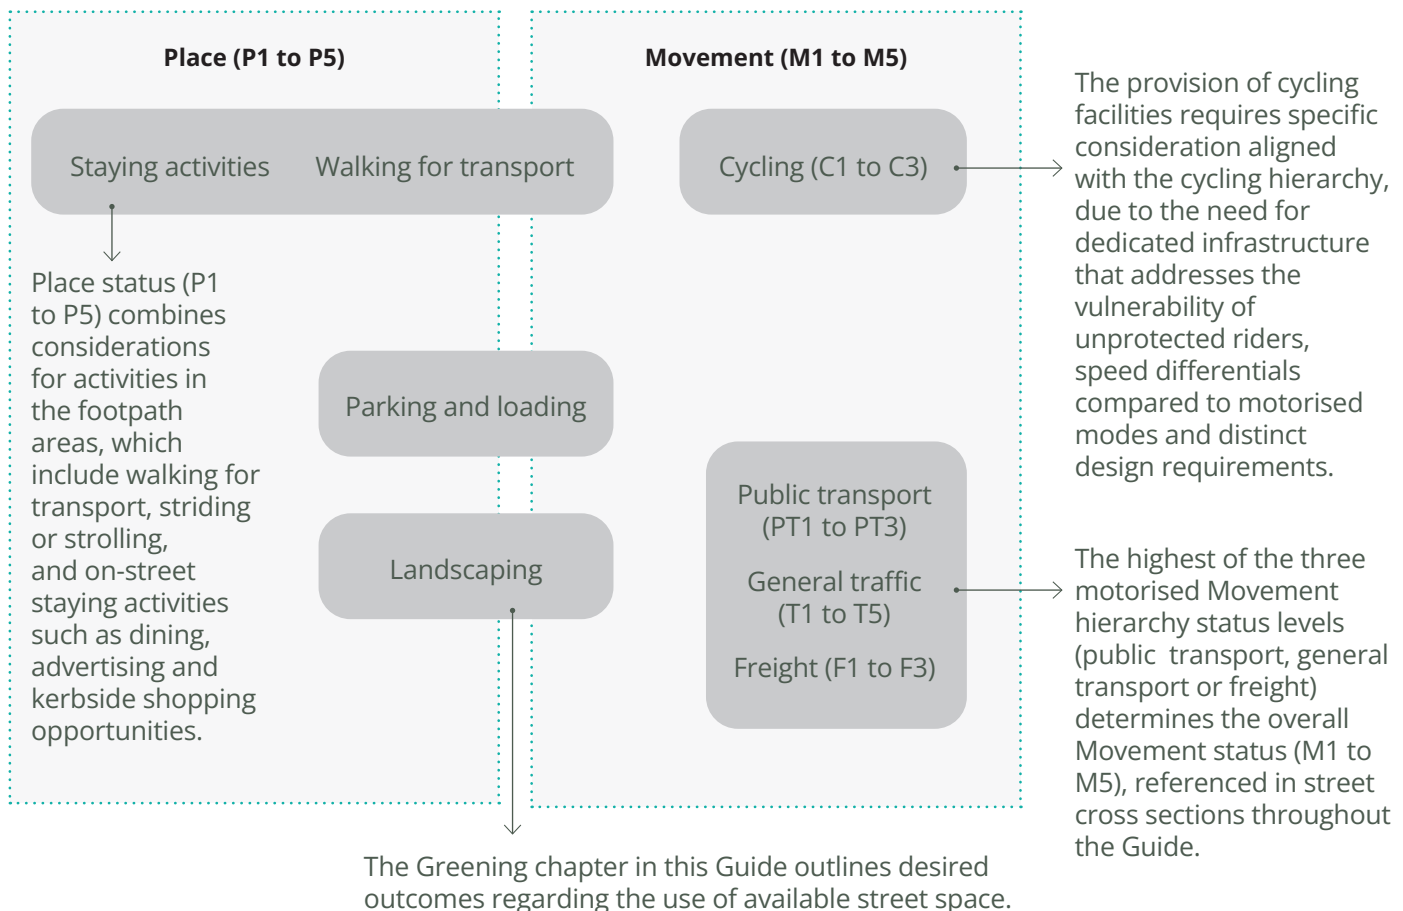 Place (P1 to P5)
Movement (M1 to M5)
Staying activities
Walking for transport
Cycling (C1 to C3)
The provision of cycling
facilities requires specific
consideration aligned
with the cycling hierarchy,
due to the need for
dedicated infrastructure
that addresses the
vulnerability of
unprotected riders,
speed differentials
compared to motorised
modes and distinct
design requirements.
Place status (P1
to P5) combines
considerations
for activities in
the footpath
areas, which
include walking for
transport, striding
or strolling,
and on-street
staying activities
such as dining,
advertising and
kerbside shopping
opportunities.
Parking and loading
Landscaping
Public transport
(PT1 to PT3)
General traffic
(T1 to T5)
Freight (F1 to F3)
The highest of the three
motorised Movement
hierarchy status levels
(public  transport, general
transport or freight)
determines the overall
Movement status (M1 to
M5), referenced in street
cross sections throughout
the Guide.
The Greening chapter in this Guide outlines desired
outcomes regarding the use of available street space.